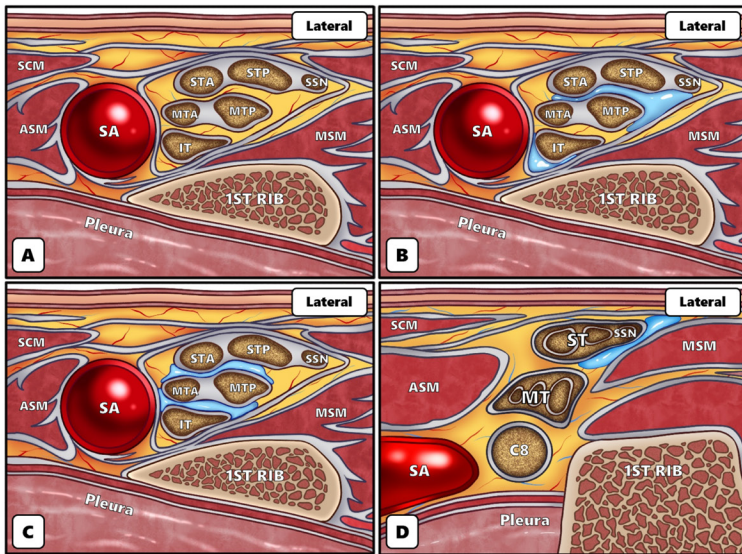 Lateral
SCM
STA
STP
SSN
ASM
SA
MTA
MTP
MSM
IT
1ST RIB
Pleura
A
Lateral
SCM
STA
STP
SSN
ASM
SA
MTA
MTP
MSM
IT
1ST RIB
Pleura
B
Lateral
SCM
STA
STP
SSN
ASM
SA
MTA
MTP
MSM
IT
1ST RIB
Pleura
C
Lateral
SCM
ST
SSN
MSM
ASM
MT
C8
SA
1ST RIB
Pleura
D